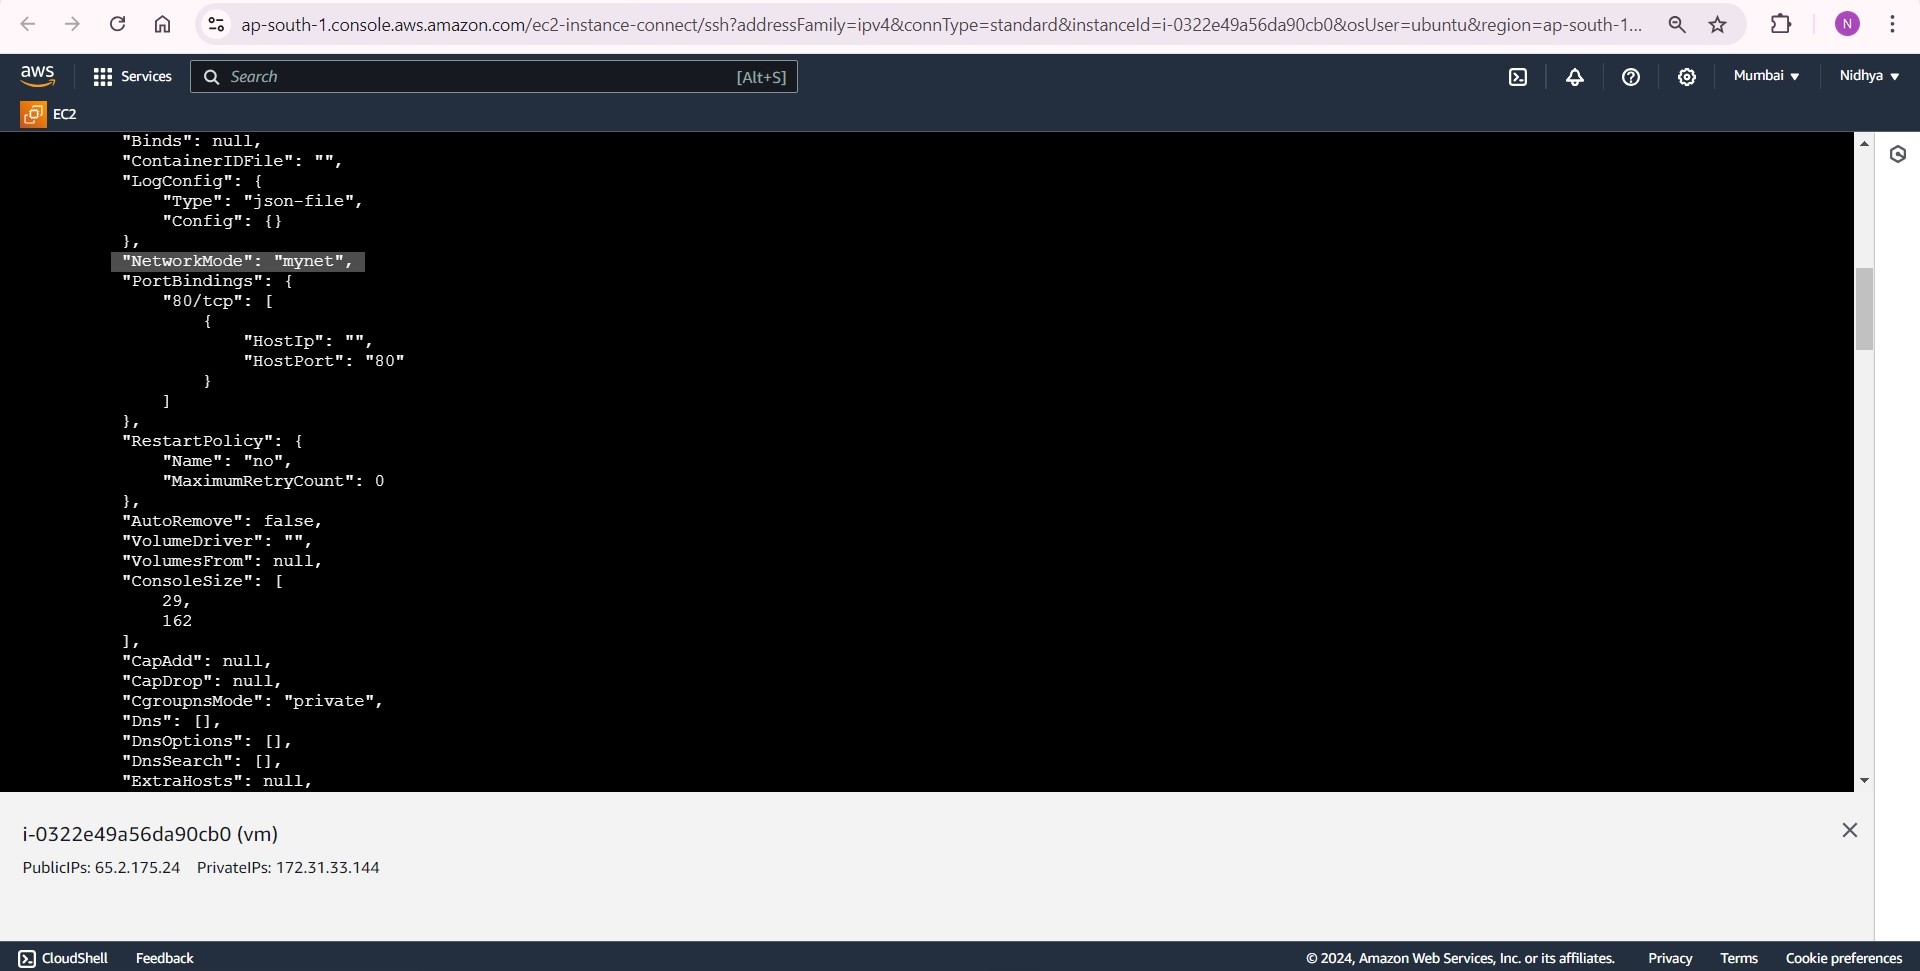 ap-south-1.console.aws.amazon.com/ec2-instance-connect/ssh?addressFamily=ipv4&connType=standard&instanceId=i-0322e49a56da90cb0&osUser=ubuntu&region=ap-south-1...
N
aws
Services
Search
[Alt+S]
Mumbai
Nidhya
EC2
"Binds": null,
"ContainerIDFile": "",
"LogConfig": {
"Type": "json-file",
"Config": {}
},
"NetworkMode": "mynet",
"PortBindings": {
"80/tcp": [
{
"HostIp": "",
"HostPort": "80"
}
]
},
"RestartPolicy": {
"Name": "no",
"MaximumRetryCount": 0
},
"AutoRemove": false,
"VolumeDriver": "",
"VolumesFrom": null,
"ConsoleSize": [
29,
162
],
"CapAdd": null,
"CapDrop": null,
"CgroupnsMode": "private",
"Dns": [],
"DnsOptions": [],
"DnsSearch": [],
"ExtraHosts": null,
i-0322e49a56da90cb0 (vm)
PublicIPs: 65.2.175.24 PrivateIPs: 172.31.33.144
CloudShell Feedback © 2024, Amazon Web Services, Inc. or its affiliates. Privacy Terms Cookie preferences